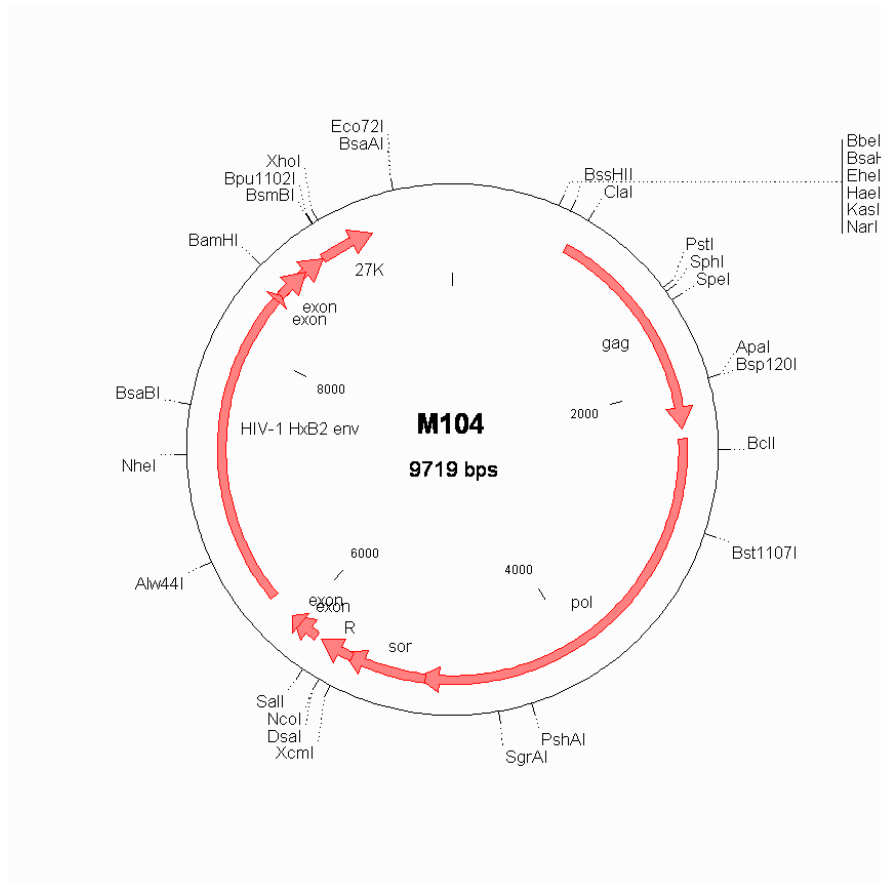 Eco72I
BsaAI
XhoI
Bpu1102I
BsmBI
BamHI
BssHII
ClaI
BbeI
BsaH
EheI
HaeI
KasI
NarI
PstI
SphI
SpeI
27K
exon
exon
I
gag
ApaI
Bsp120I
8000
2000
BsaBI
HIV-1 HxB2 env
M104
9719 bps
NheI
BclI
Bst1107I
6000
4000
Alw44I
exon
exon
pol
R
sor
SalI
NcoI
DsaI
XcmI
PshAI
SgrAI